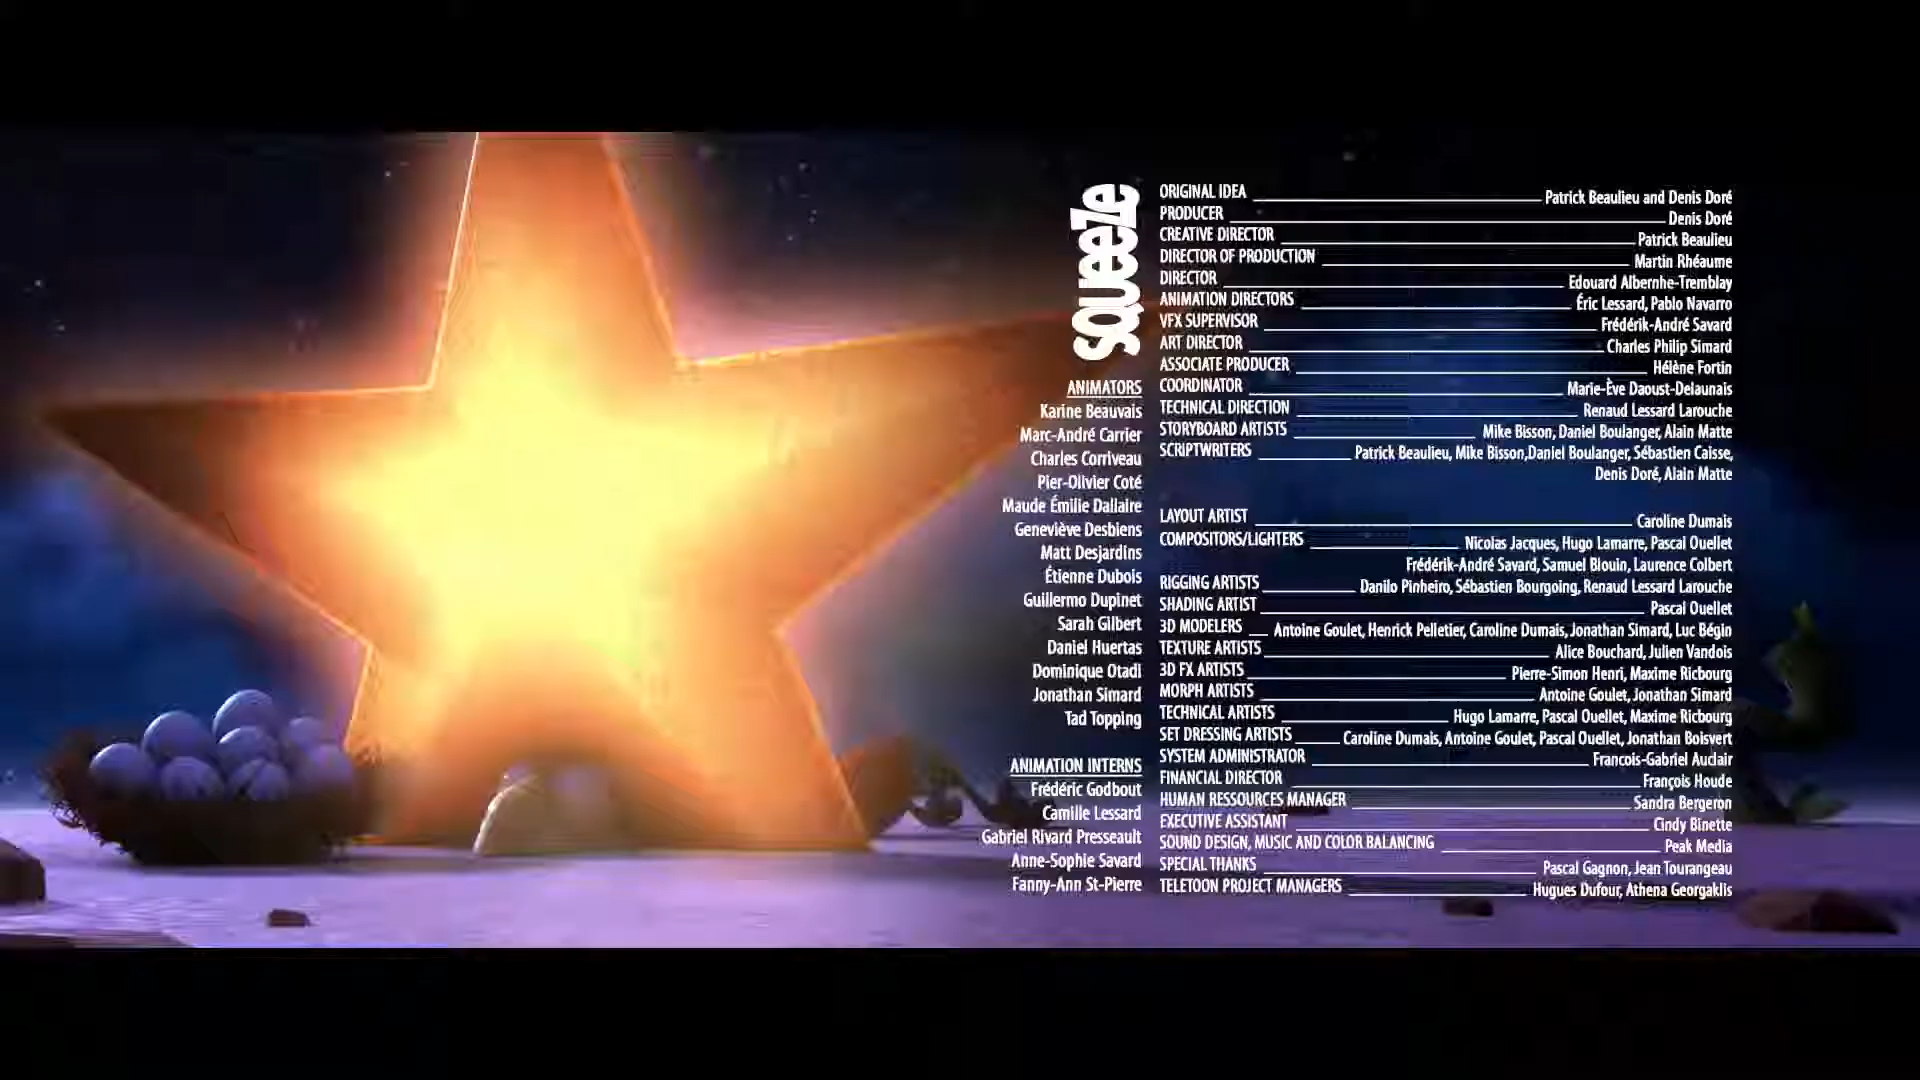 squeeze
ANIMATORS
Karine Beauvais
Marc-André Carrier
Charles Corriveau
Pier-Olivier Coté
Maude Émilie Dallaire
Geneviève Desbiens
Matt Desjardins
Étienne Dubois
Guillermo Dupinet
Sarah Gilbert
Daniel Huertas
Dominique Otadi
Jonathan Simard
Tad Topping
ANIMATION INTERNS
Frédéric Godbout
Camille Lessard
Gabriel Rivard Presseault
Anne-Sophie Savard
Fanny-Ann St-Pierre
ORIGINAL IDEA Patrick Beaulieu and Denis Doré
PRODUCER Denis Doré
CREATIVE DIRECTOR Patrick Beaulieu
DIRECTOR OF PRODUCTION Martin Rhéaume
DIRECTOR Edouard Albernhe-Tremblay
ANIMATION DIRECTORS Éric Lessard, Pablo Navarro
VFX SUPERVISOR Frédérik-André Savard
ART DIRECTOR Charles Philip Simard
ASSOCIATE PRODUCER Hélène Fortin
COORDINATOR Marie-Ève Daoust-Delaunais
TECHNICAL DIRECTION Renaud Lessard Larouche
STORYBOARD ARTISTS Mike Bisson, Daniel Boulanger, Alain Matte
SCRIPTWRITERS Patrick Beaulieu, Mike Bisson,Daniel Boulanger, Sébastien Caisse,
Denis Doré, Alain Matte
LAYOUT ARTIST Caroline Dumais
COMPOSITORS/LIGHTERS Nicolas Jacques, Hugo Lamarre, Pascal Ouellet
Frédérik-André Savard, Samuel Blouin, Laurence Colbert
RIGGING ARTISTS Danilo Pinheiro, Sébastien Bourgoing, Renaud Lessard Larouche
SHADING ARTIST Pascal Ouellet
3D MODELERS Antoine Goulet, Henrick Pelletier, Caroline Dumais, Jonathan Simard, Luc Bégin
TEXTURE ARTISTS Alice Bouchard, Julien Vandois
3D FX ARTISTS Pierre-Simon Henri, Maxime Ricbourg
MORPH ARTISTS Antoine Goulet, Jonathan Simard
TECHNICAL ARTISTS Hugo Lamarre, Pascal Ouellet, Maxime Ricbourg
SET DRESSING ARTISTS Caroline Dumais, Antoine Goulet, Pascal Ouellet, Jonathan Boisvert
SYSTEM ADMINISTRATOR Francois-Gabriel Auclair
FINANCIAL DIRECTOR François Houde
HUMAN RESSOURCES MANAGER Sandra Bergeron
EXECUTIVE ASSISTANT Cindy Binette
SOUND DESIGN, MUSIC AND COLOR BALANCING Peak Media
SPECIAL THANKS Pascal Gagnon, Jean Tourangeau
TELETOON PROJECT MANAGERS Hugues Dufour, Athena Georgaklis